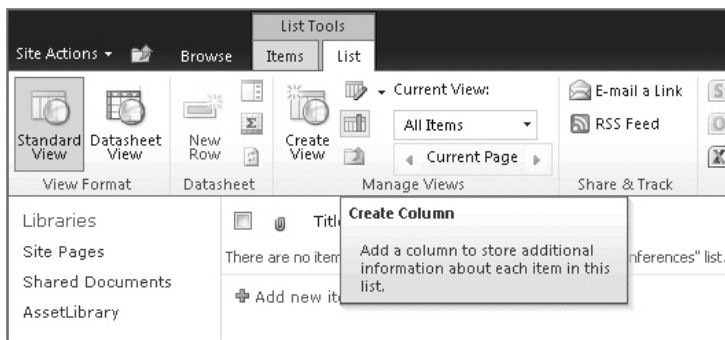 List Tools
Site Actions Browse Items List
Standard View
Datasheet View
New Row
Create View
Current View:
All Items
Current Page
E-mail a Link
RSS Feed
View Format Datasheet Manage Views Share & Track
Libraries
Site Pages
Shared Documents
AssetLibrary
Titl
There are no item
nferences" list.
Add new it
Create Column
Add a column to store additional
information about each item in this
list.